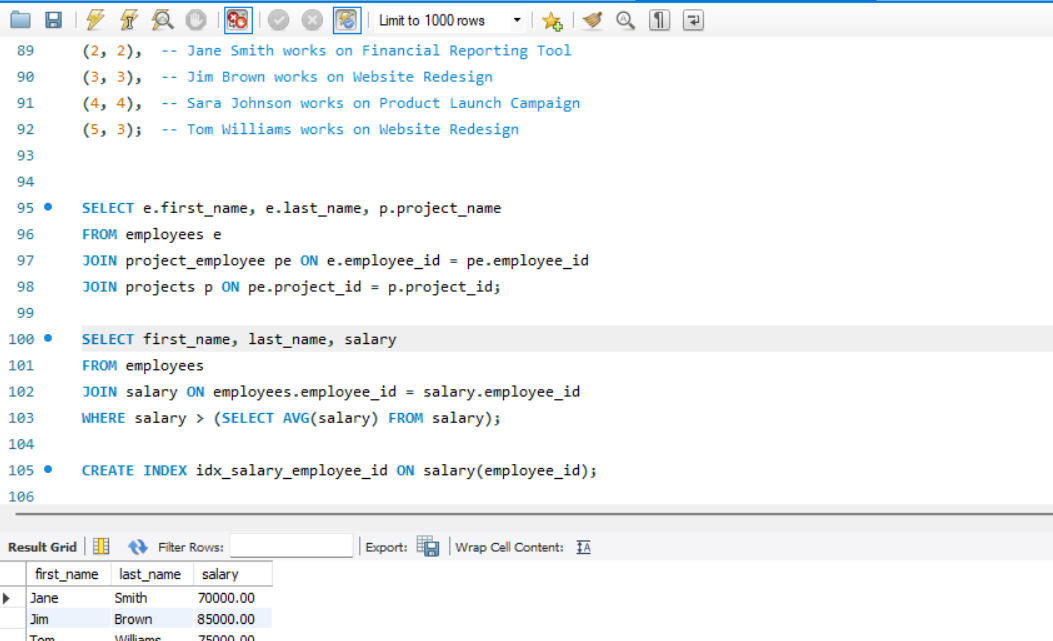 Limit to 1000 rows
89 (2, 2), -- Jane Smith works on Financial Reporting Tool
90 (3, 3), -- Jim Brown works on Website Redesign
91 (4, 4), -- Sara Johnson works on Product Launch Campaign
92 (5, 3); -- Tom Williams works on Website Redesign
93
94
95 SELECT e.first_name, e.last_name, p.project_name
96 FROM employees e
97 JOIN project_employee pe ON e.employee_id = pe.employee_id
98 JOIN projects p ON pe.project_id = p.project_id;
99
100 SELECT first_name, last_name, salary
101 FROM employees
102 JOIN salary ON employees.employee_id = salary.employee_id
103 WHERE salary > (SELECT AVG(salary) FROM salary);
104
105 CREATE INDEX idx_salary_employee_id ON salary(employee_id);
106
Result Grid Filter Rows: Export: Wrap Cell Content: IA
first_name last_name salary
Jane Smith 70000.00
Jim Brown 85000.00
Tom Williams 75000.00